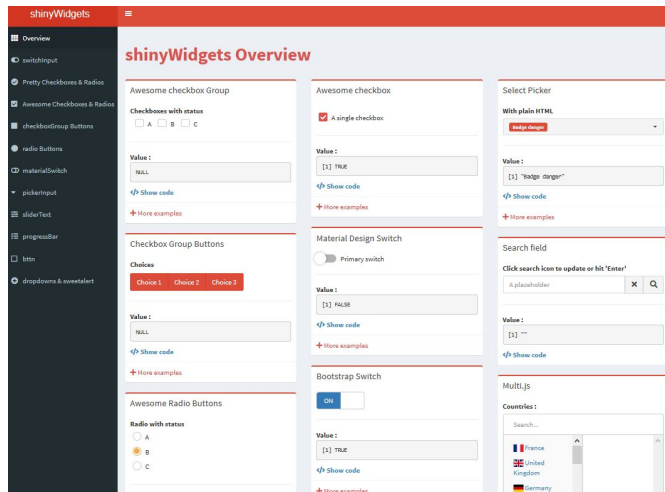 shinyWidgets
Overview
switchInput
Pretty Checkboxes & Radios
Awesome Checkboxes & Radios
checkboxGroup Buttons
radio Buttons
materialSwitch
pickerInput
sliderText
progressBar
bttn
dropdowns & sweetalert
shinyWidgets Overview
Awesome checkbox Group
Checkboxes with status
A B C
Value :
NULL
</> Show code
+ More examples
Checkbox Group Buttons
Choices
Choice 1 Choice 2 Choice 3
Value :
NULL
</> Show code
+ More examples
Awesome Radio Buttons
Radio with status
A
B
C
Awesome checkbox
A single checkbox
Value :
[1] TRUE
</> Show code
+ More examples
Material Design Switch
Primary switch
Value :
[1] FALSE
</> Show code
+ More examples
Bootstrap Switch
ON
Value :
[1] TRUE
</> Show code
+ More examples
Select Picker
With plain HTML
Badge danger
Value :
[1] "Badge danger"
</> Show code
+ More examples
Search field
Click search icon to update or hit 'Enter'
A placeholder
Value :
[1] ""
</> Show code
Multi.js
Countries :
Search...
France
United
Kingdom
Germany